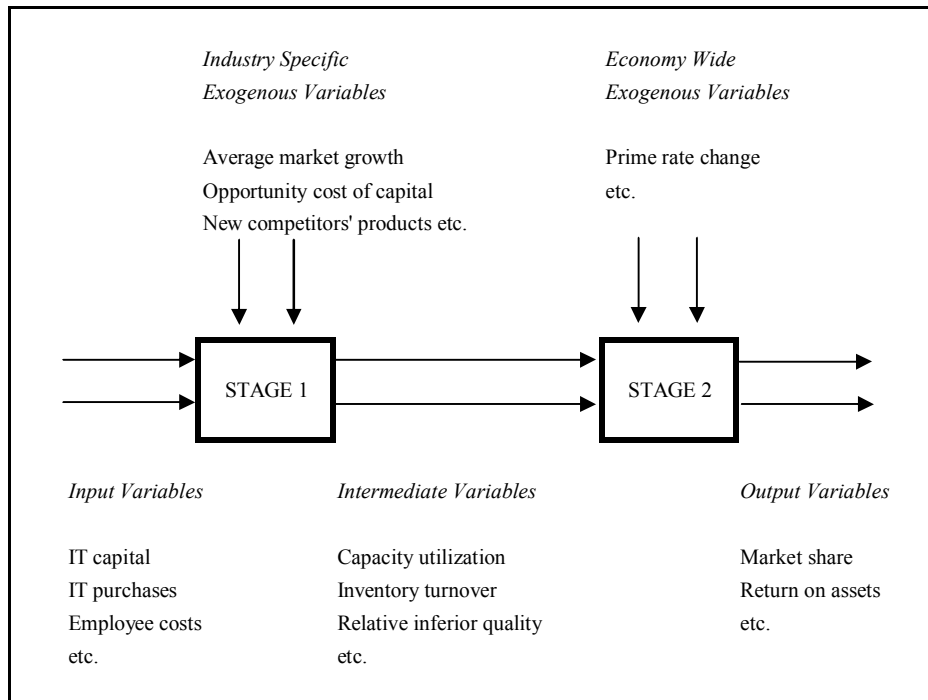 Industry Specific
Exogenous Variables
Average market growth
Opportunity cost of capital
New competitors' products etc.
Economy Wide
Exogenous Variables
Prime rate change
etc.
STAGE 1
STAGE 2
Input Variables
IT capital
IT purchases
Employee costs
etc.
Intermediate Variables
Capacity utilization
Inventory turnover
Relative inferior quality
etc.
Output Variables
Market share
Return on assets
etc.